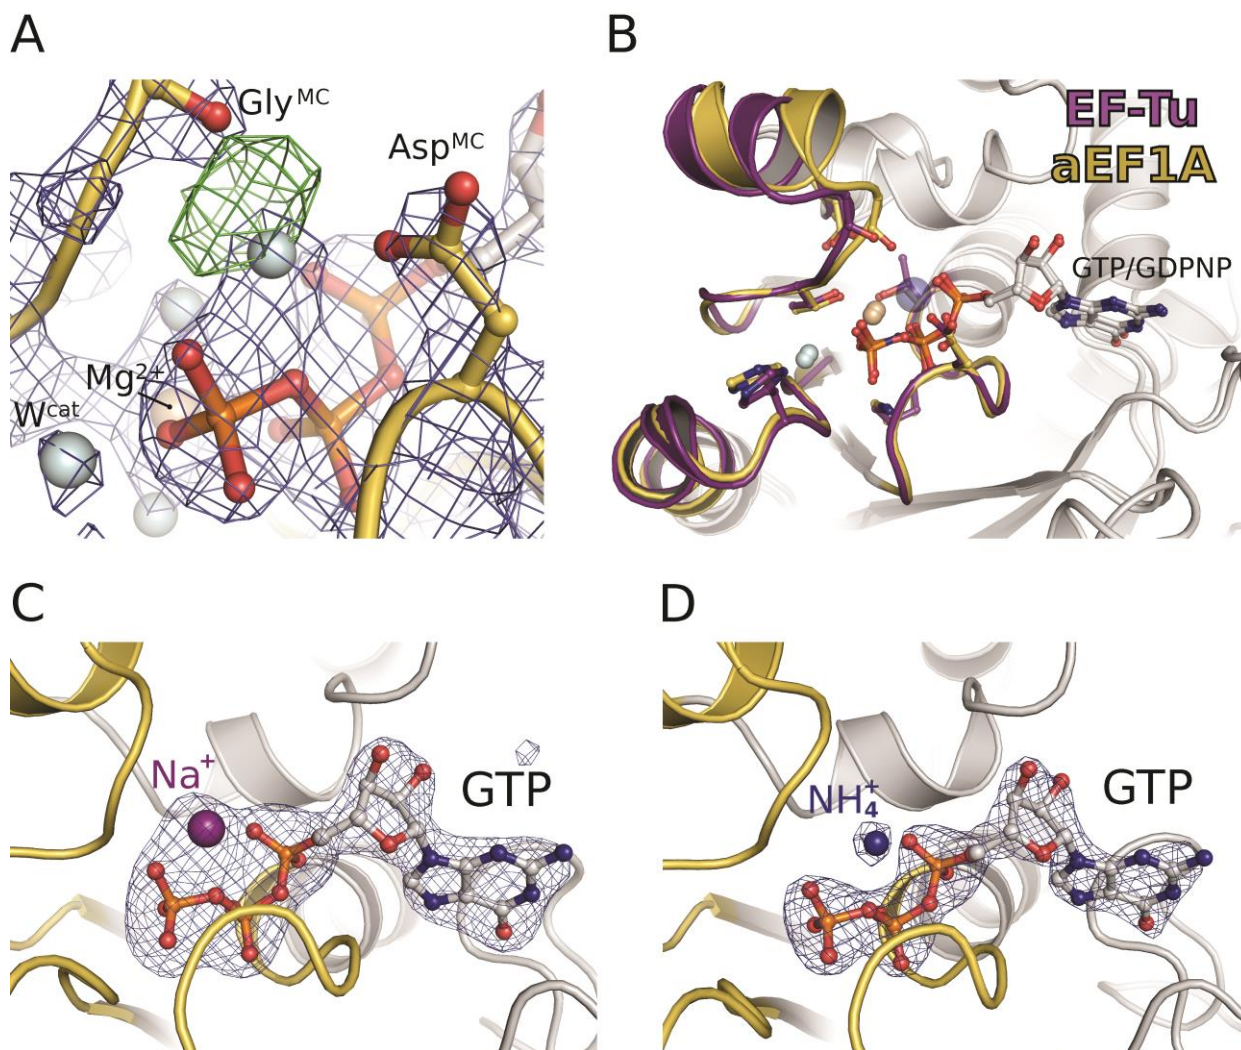 A
Gly^MC
Asp^MC
Mg²⁺
W^cat
B
EF-Tu
aEF1A
GTP/GDPNP
C
Na⁺
GTP
D
NH₄⁺
GTP